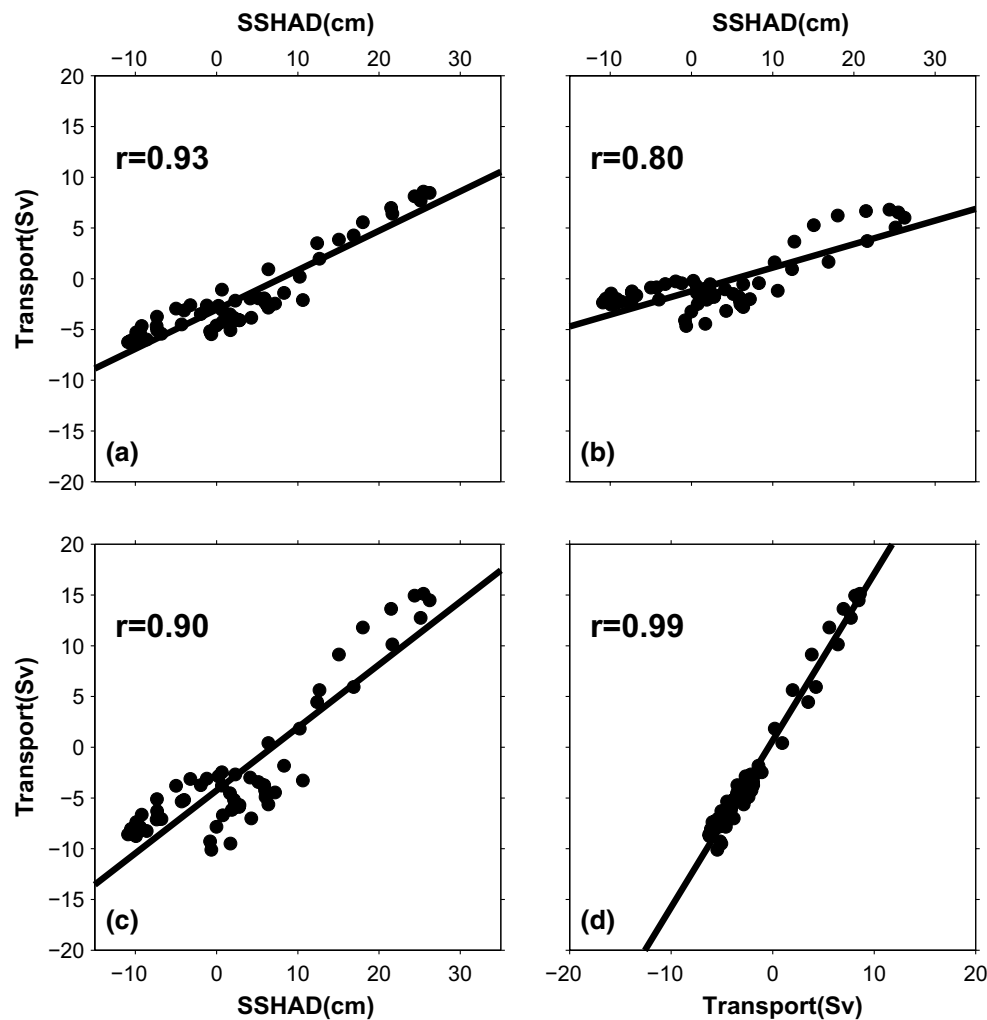 SSHAD(cm) SSHAD(cm)
−10 0 10 20 30 −10 0 10 20 30
20
15
10
5
0
−5
−10
−15
−20
Transport(Sv)
r=0.93
(a)
r=0.80
(b)
20
15
10
5
0
−5
−10
−15
−20
Transport(Sv)
r=0.90
(c)
r=0.99
(d)
−10 0 10 20 30 −20 −10 0 10 20
SSHAD(cm) Transport(Sv)